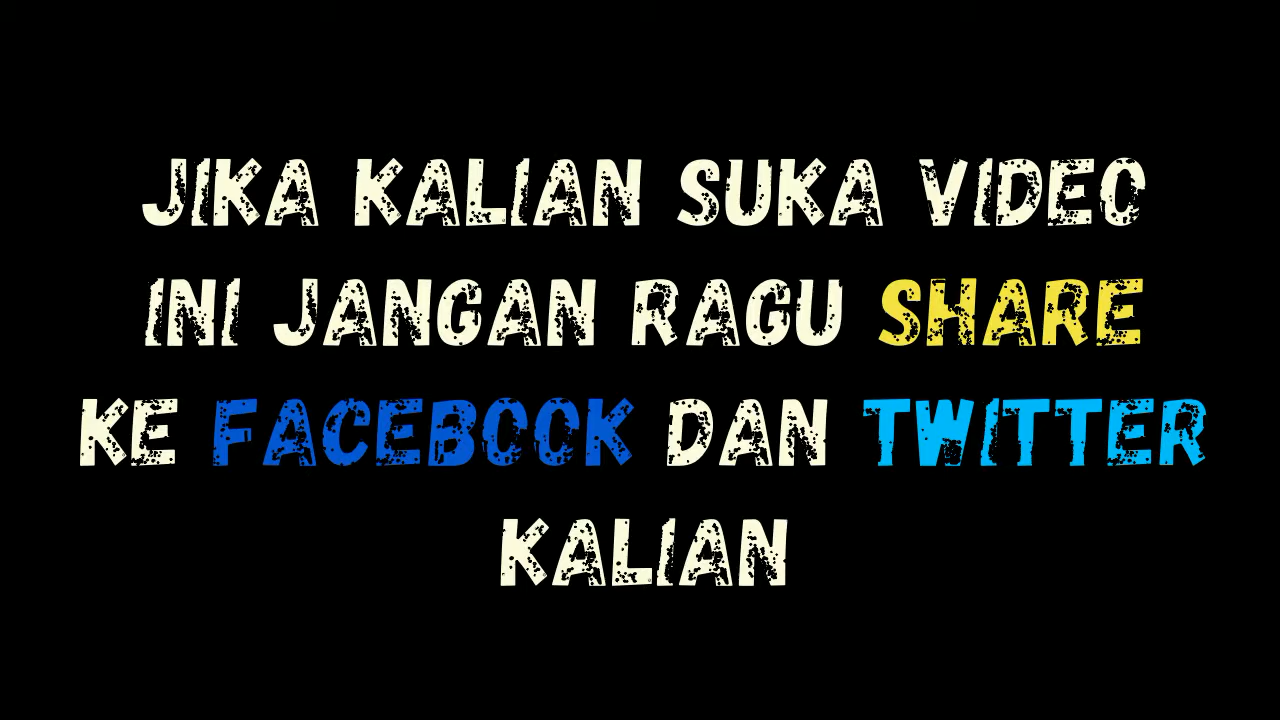 JIKA KALIAN SUKA VIDEO
INI JANGAN RAGU SHARE
KE FACEBOOK DAN TWITTER
KALIAN